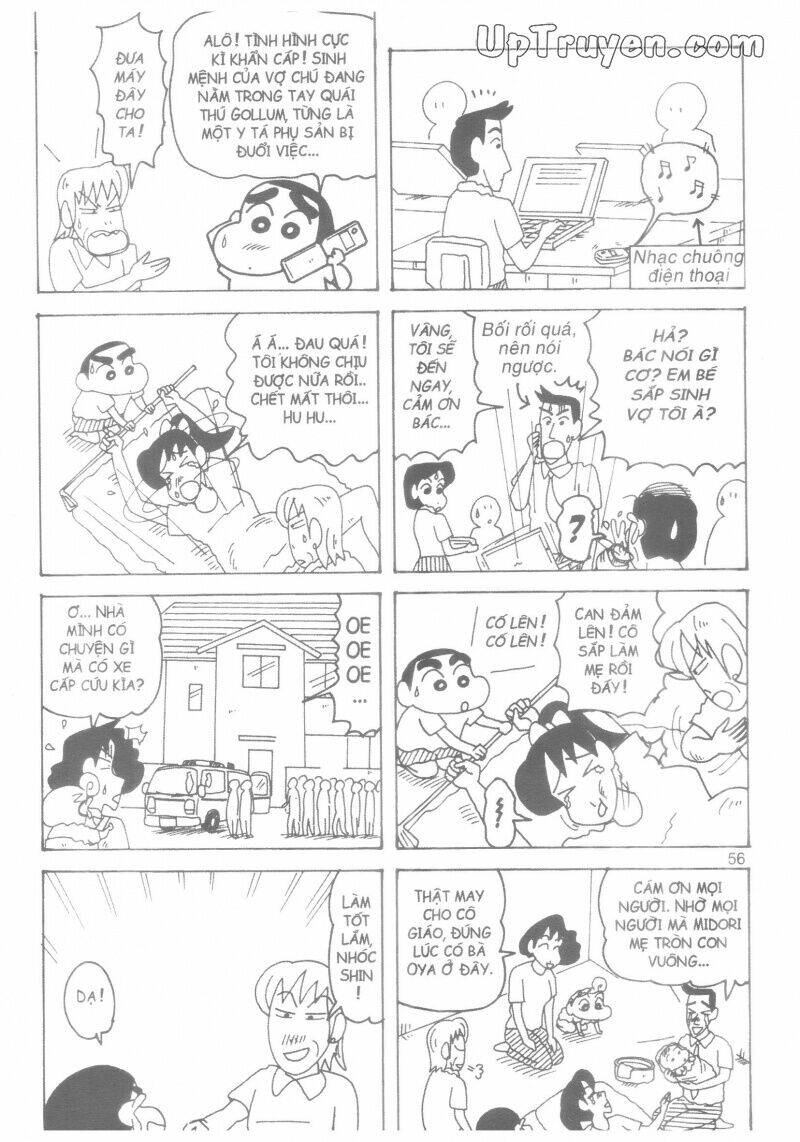 UpTruyen.com
Nhạc chuông
điện thoại
ALÔ! TÌNH HÌNH CỰC
KÌ KHẨN CẤP! SINH
MỆNH CỦA VỢ CHÚ ĐANG
NẰM TRONG TAY QUÁI
THÚ GOLLUM, TỪNG LÀ
MỘT Y TÁ PHỤ SẢN BỊ
ĐUỔI VIỆC...
ĐƯA
MÁY
ĐÂY
CHO
TA!
HẢ?
BÁC NÓI GÌ
CƠ? EM BÉ
SẮP SINH
VỢ TÔI À?
Bối rối quá,
nên nói
ngược.
VÂNG,
TÔI SẼ
ĐẾN
NGAY,
CẢM ƠN
BÁC...
?
Á Á... ĐAU QUÁ!
TÔI KHÔNG CHỊU
ĐƯỢC NỮA RỒI..
CHẾT MẤT THÔI...
HU HU...
CAN ĐẢM
LÊN! CÔ
SẮP LÀM
MẸ RỒI
ĐẤY!
CỐ LÊN!
CỐ LÊN!
OE
OE
OE
...
Ơ... NHÀ
MÌNH CÓ
CHUYỆN GÌ
MÀ CÓ XE
CẤP CỨU KÌA?
56
CÁM ƠN MỌI
NGƯỜI. NHỜ MỌI
NGƯỜI MÀ MIDORI
MẸ TRÒN CON
VUÔNG...
THẬT MAY
CHO CÔ
GIÁO, ĐÚNG
LÚC CÓ BÀ
OYA Ở ĐÂY.
LÀM
TỐT
LẮM,
NHÓC
SHIN
!
DẠ!